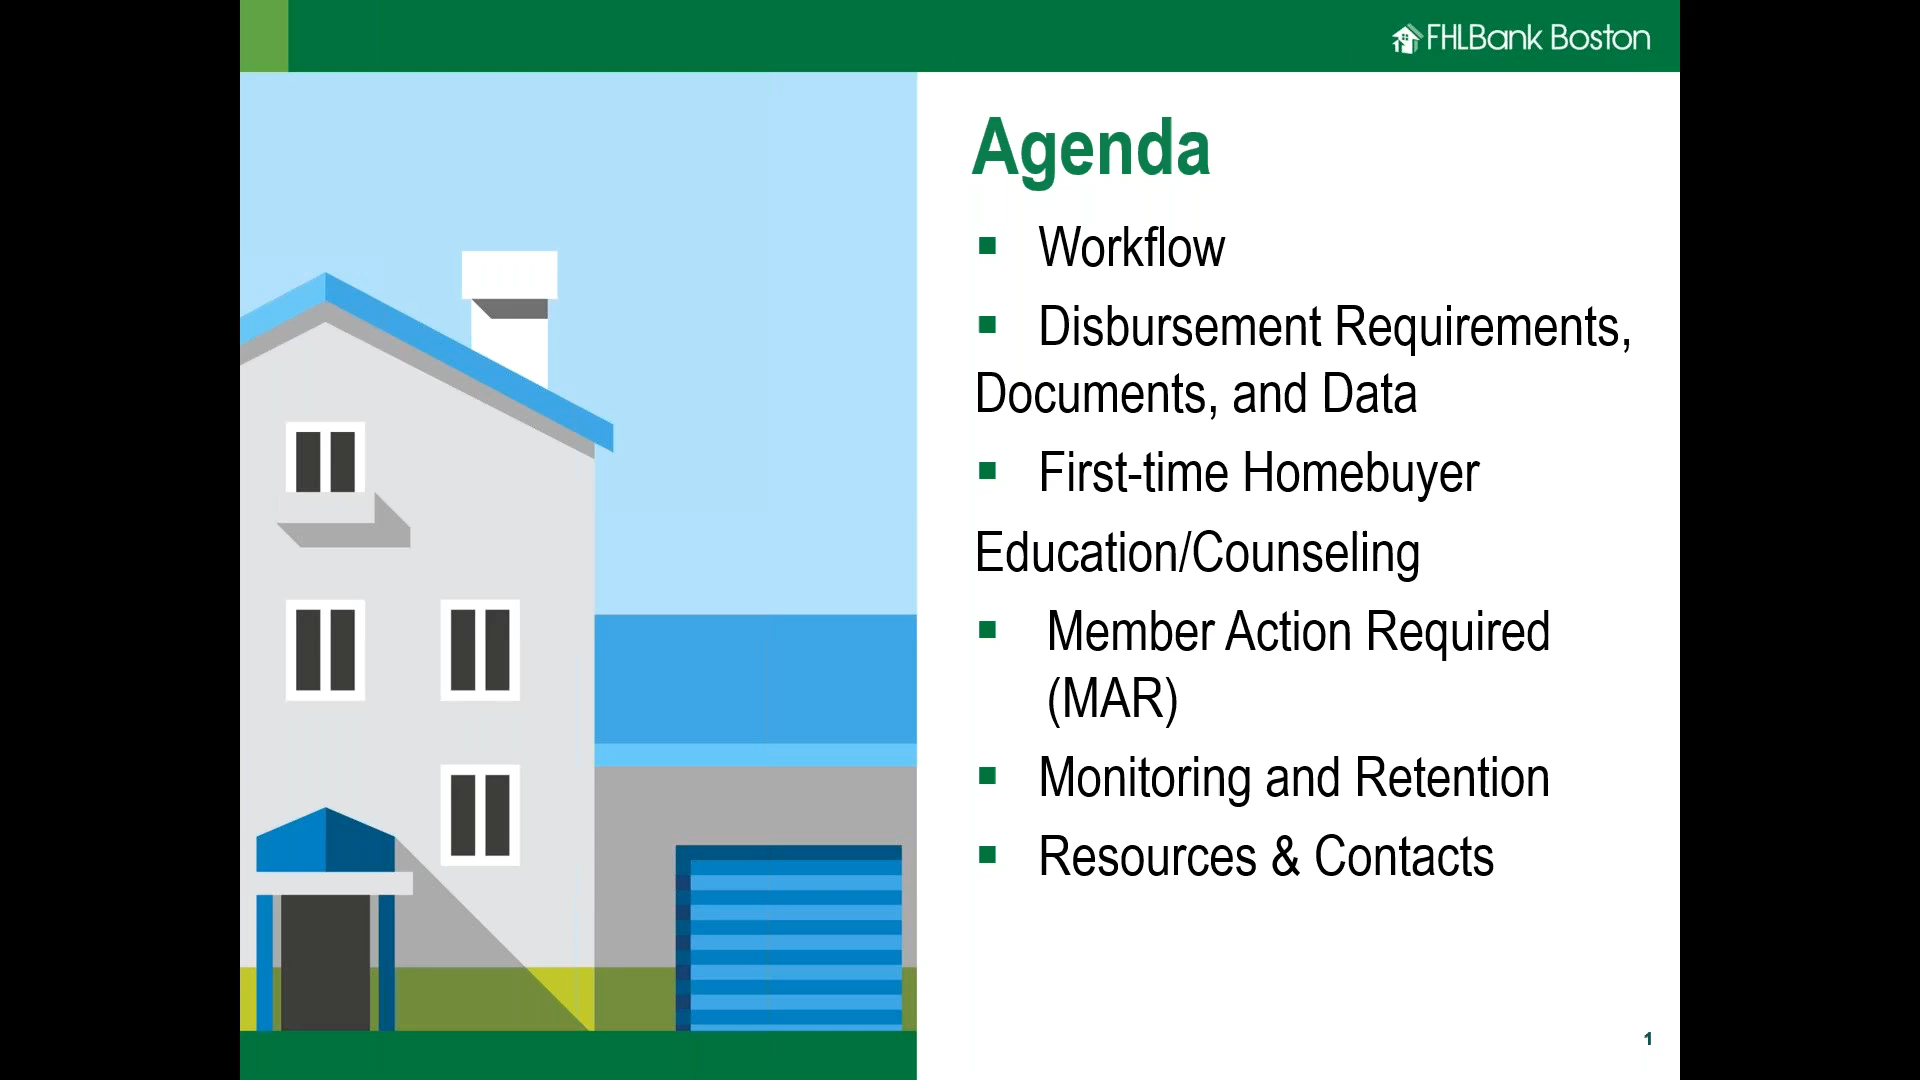 FHLBank Boston
Agenda
▪ Workflow
▪ Disbursement Requirements,
Documents, and Data
▪ First-time Homebuyer
Education/Counseling
▪ Member Action Required
(MAR)
▪ Monitoring and Retention
▪ Resources & Contacts
1